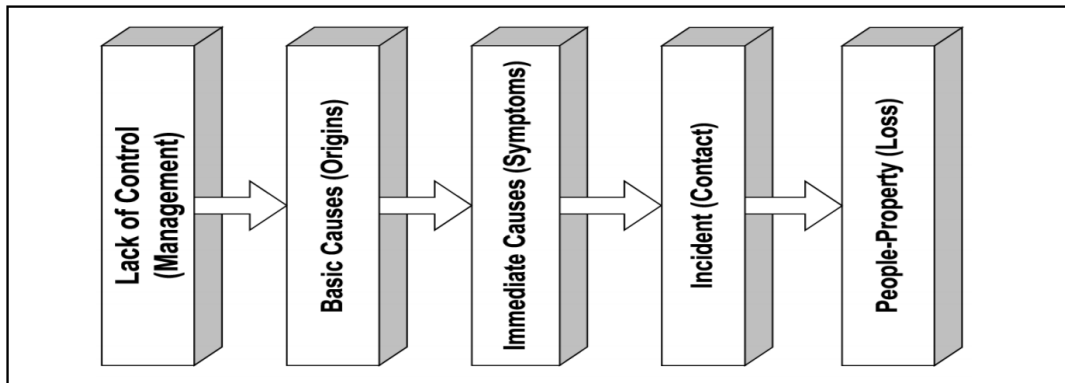 Lack of Control
(Management)
Basic Causes (Origins)
Immediate Causes (Symptoms)
Incident (Contact)
People-Property (Loss)